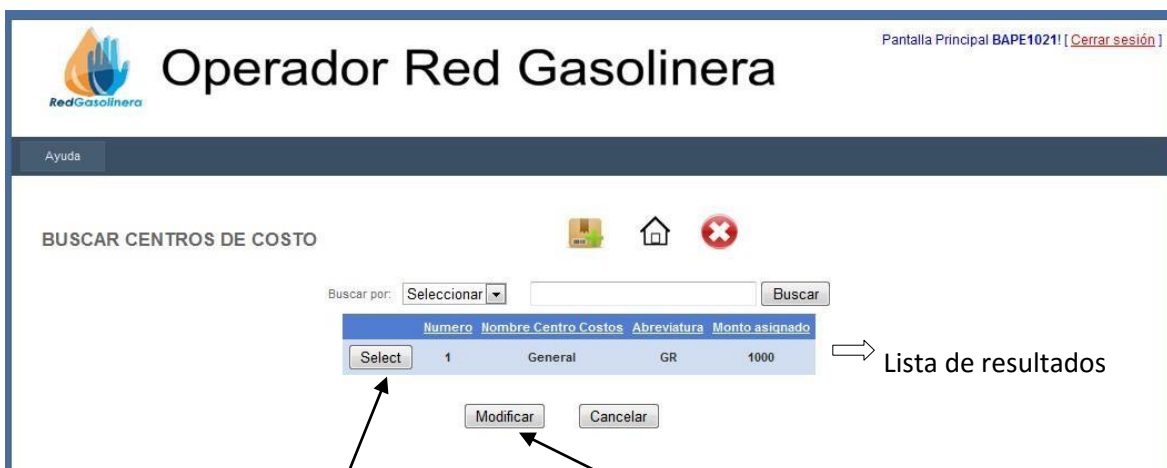 Pantalla Principal BAPE1021! [ Cerrar sesión ]
Operador Red Gasolinera
RedGasolinera
Ayuda
BUSCAR CENTROS DE COSTO
Buscar por: Seleccionar Buscar
Numero Nombre Centro Costos Abreviatura Monto asignado
Select 1 General GR 1000
Lista de resultados
Modificar Cancelar